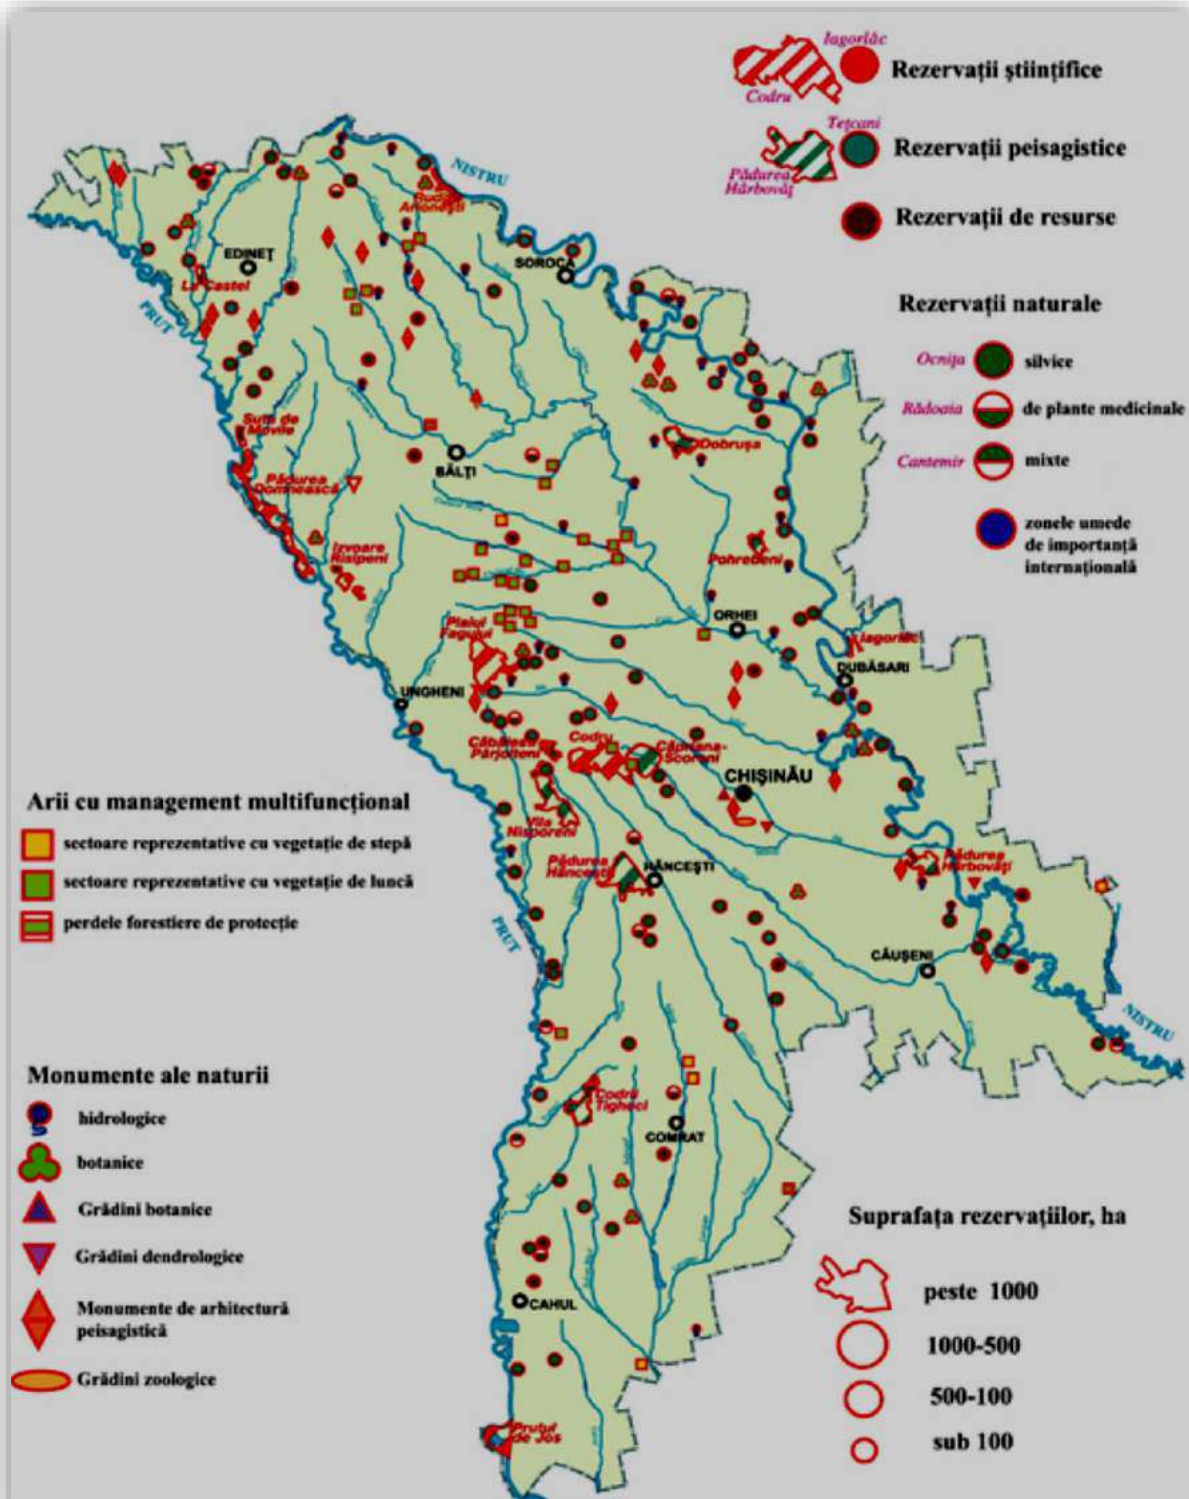 Iagorlâc
Rezervații științifice
Codru
Tețcani
Rezervații peisagistice
Pădurea
Hârbovăț
Rezervații de resurse
Rezervații naturale
Ocnița
silvice
Rădoaia
de plante medicinale
Cantemir
mixte
zonele umede
de importanță
internațională
NISTRU
Rudi
Arionești
EDINEȚ
SOROCA
La Castel
PRUT
Suta de
Movile
Dobrușa
BĂLȚI
Pădurea
Domnească
Izvoare
Risipeni
Pohrebeni
ORHEI
Plaiul
Fagului
Iagorlâc
DUBĂSARI
UNGHENI
Codru
Căpriana-
Scoreni
CHIȘINĂU
Vila
Nisporeni
Pădurea
Hâncești
HÂNCEȘTI
Pădurea
Hârbovăți
PRUT
CĂUȘENI
NISTRU
Codrii
Tigheci
COMRAT
CAHUL
Prutul
de Jos
Arii cu management multifuncțional
sectoare reprezentative cu vegetație de stepă
sectoare reprezentative cu vegetație de luncă
perdele forestiere de protecție
Monumente ale naturii
hidrologice
botanice
Grădini botanice
Grădini dendrologice
Monumente de arhitectură
peisagistică
Grădini zoologice
Suprafața rezervațiilor, ha
peste 1000
1000-500
500-100
sub 100